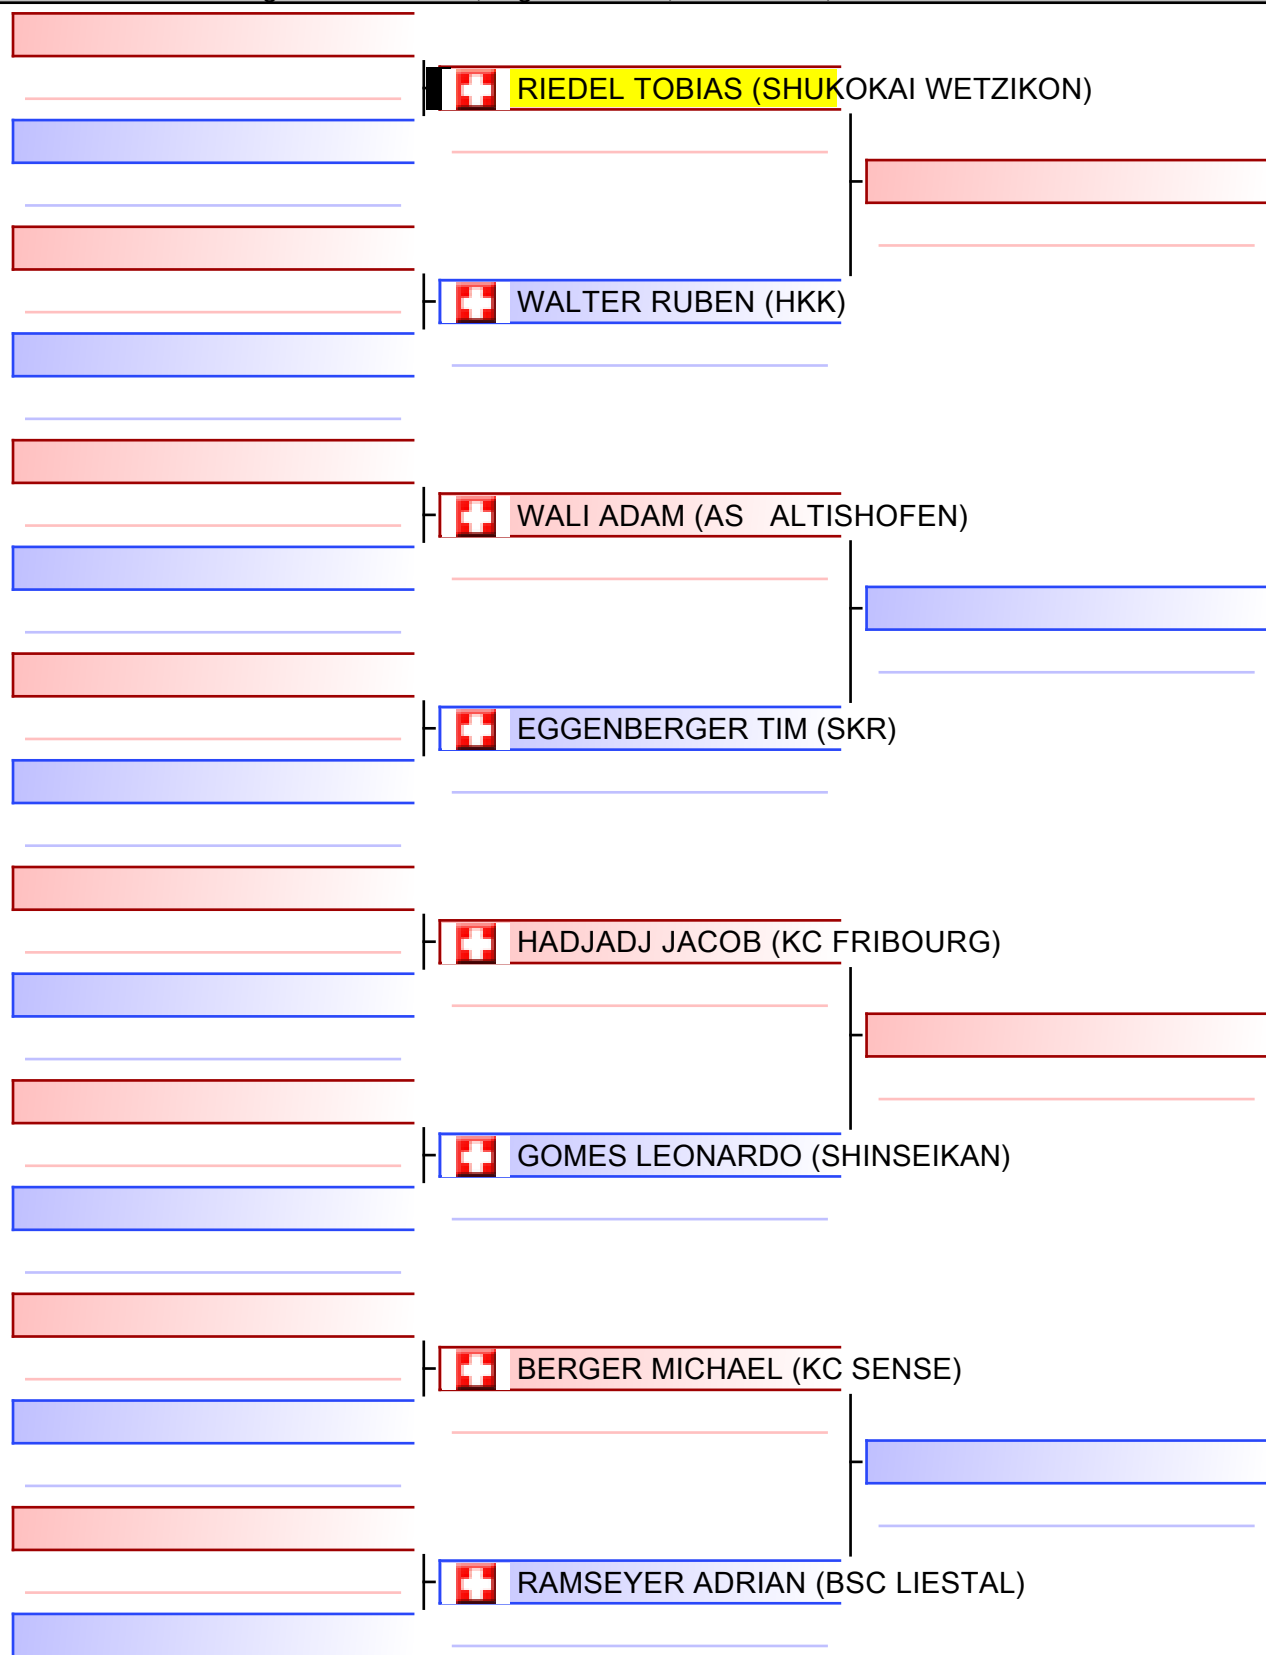 RIEDEL TOBIAS (SHUKOKAI WETZIKON)
WALTER RUBEN (HKK)
WALI ADAM (AS   ALTISHOFEN)
EGGENBERGER TIM (SKR)
HADJADJ JACOB (KC FRIBOURG)
GOMES LEONARDO (SHINSEIKAN)
BERGER MICHAEL (KC SENSE)
RAMSEYER ADRIAN (BSC LIESTAL)